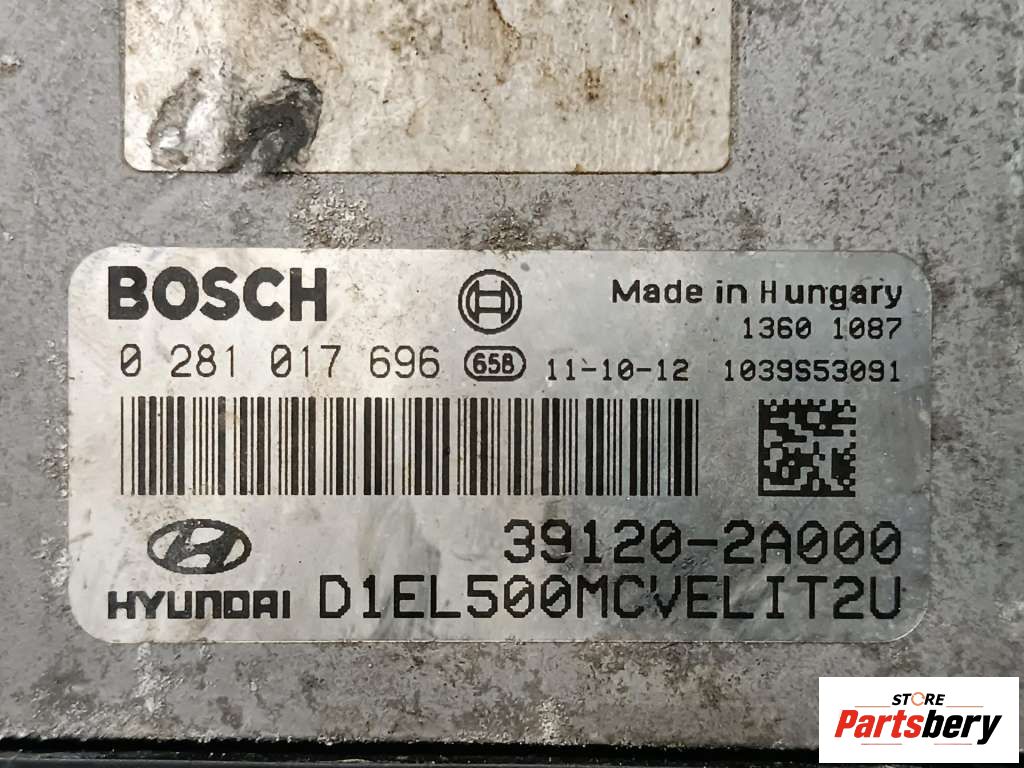 BOSCH
Made in Hungary
1360 1087
0 281 017 696 658 11-10-12 1039S53091
39120-2A000
HYUNDAI D1EL500MCVELIT2U
STORE
Partsbery